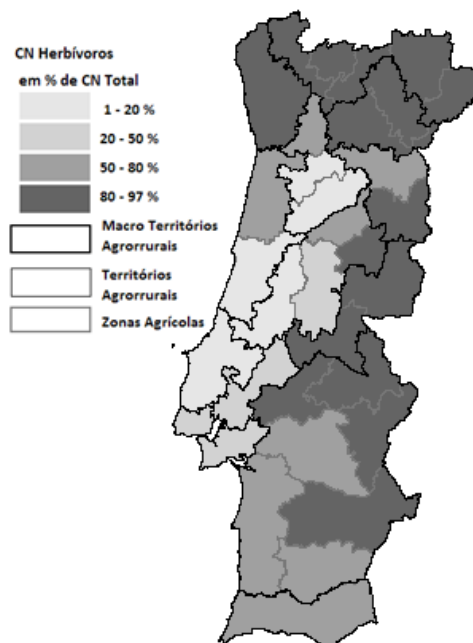 CN Herbívoros
em % de CN Total
1 - 20 %
20 - 50 %
50 - 80 %
80 - 97 %
Macro Territórios
Agrorrurais
Territórios
Agrorrurais
Zonas Agrícolas